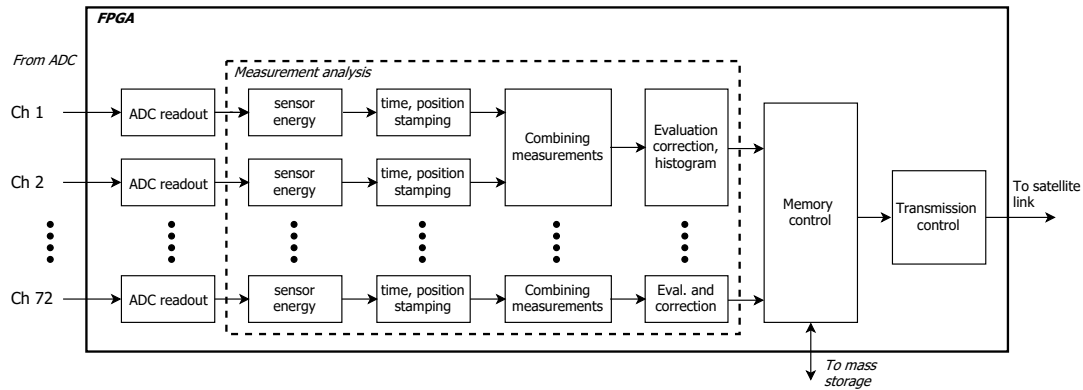 FPGA
From ADC
Measurement analysis
Ch 1
ADC readout
sensor
energy
time, position
stamping
Combining
measurements
Evaluation
correction,
histogram
Ch 2
ADC readout
sensor
energy
time, position
stamping
Memory
control
Transmission
control
To satellite
link
Ch 72
ADC readout
sensor
energy
time, position
stamping
Combining
measurements
Eval. and
correction
To mass
storage